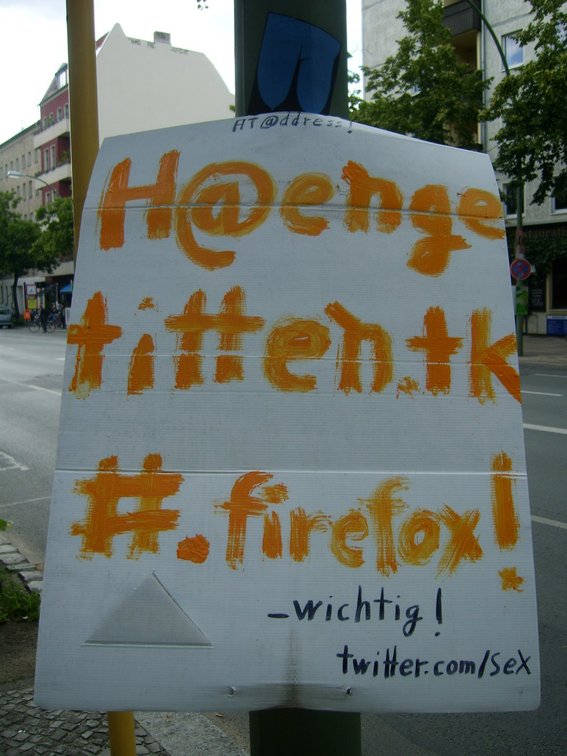 AT@ddress!
H@enge
titten.tk
#.firefox!
-wichtig!
twitter.com/sex